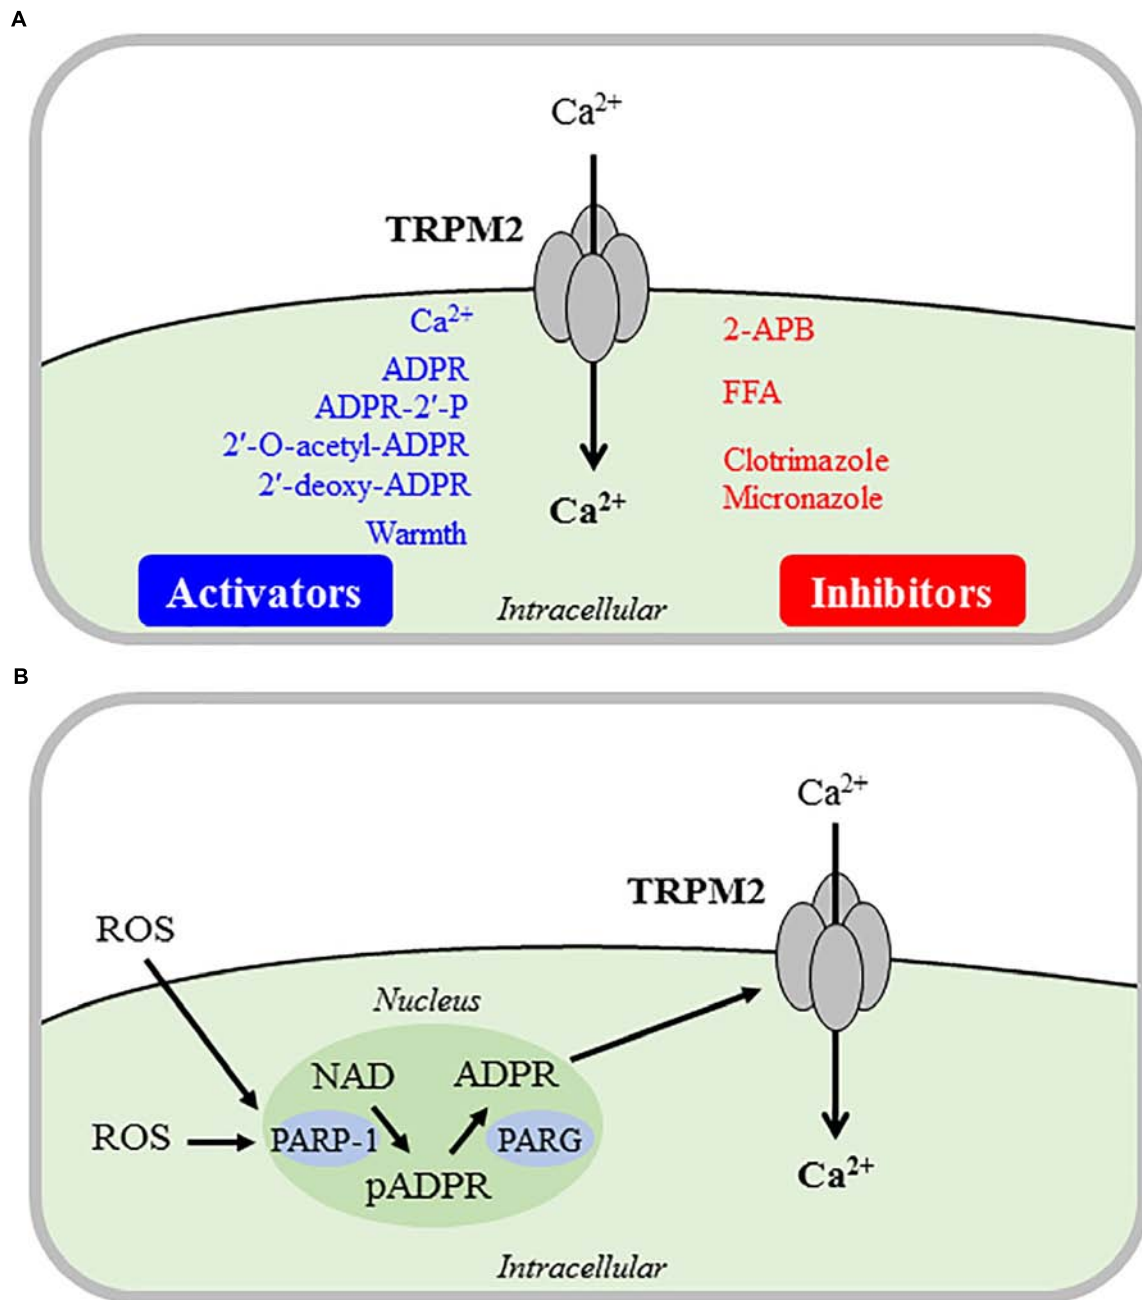 A
Ca²⁺
TRPM2
Ca²⁺
ADPR
ADPR-2′-P
2′-O-acetyl-ADPR
2′-deoxy-ADPR
Warmth
2-APB
FFA
Clotrimazole
Micronazole
Ca²⁺
Activators
Intracellular
Inhibitors
B
Ca²⁺
TRPM2
ROS
Nucleus
NAD
ADPR
ROS
PARP-1
PARG
pADPR
Ca²⁺
Intracellular